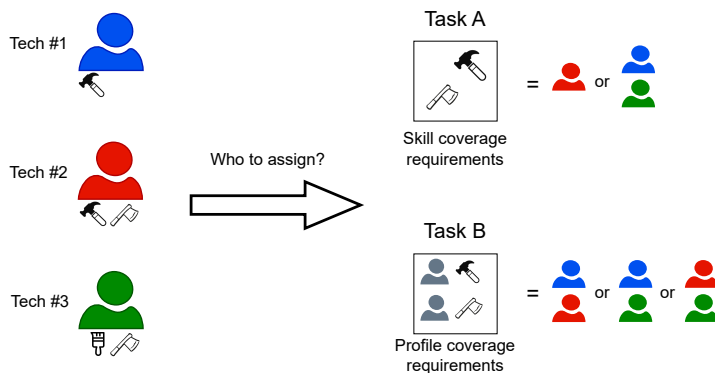 Tech #1
Tech #2
Tech #3
Who to assign?
Task A
Skill coverage
requirements
= or
Task B
Profile coverage
requirements
= or or